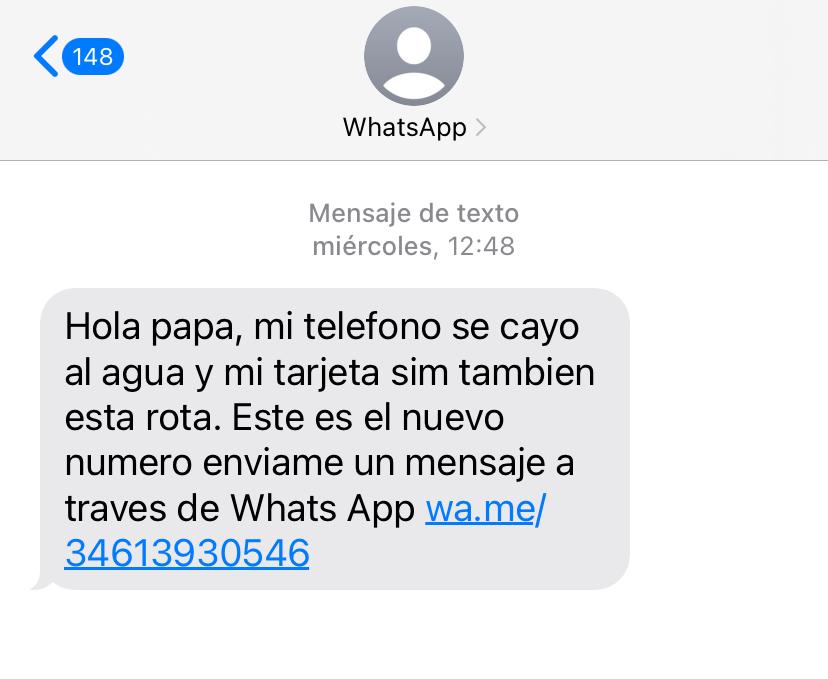 148
WhatsApp
Mensaje de texto
miércoles, 12:48
Hola papa, mi telefono se cayo
al agua y mi tarjeta sim tambien
esta rota. Este es el nuevo
numero enviame un mensaje a
traves de Whats App wa.me/
34613930546